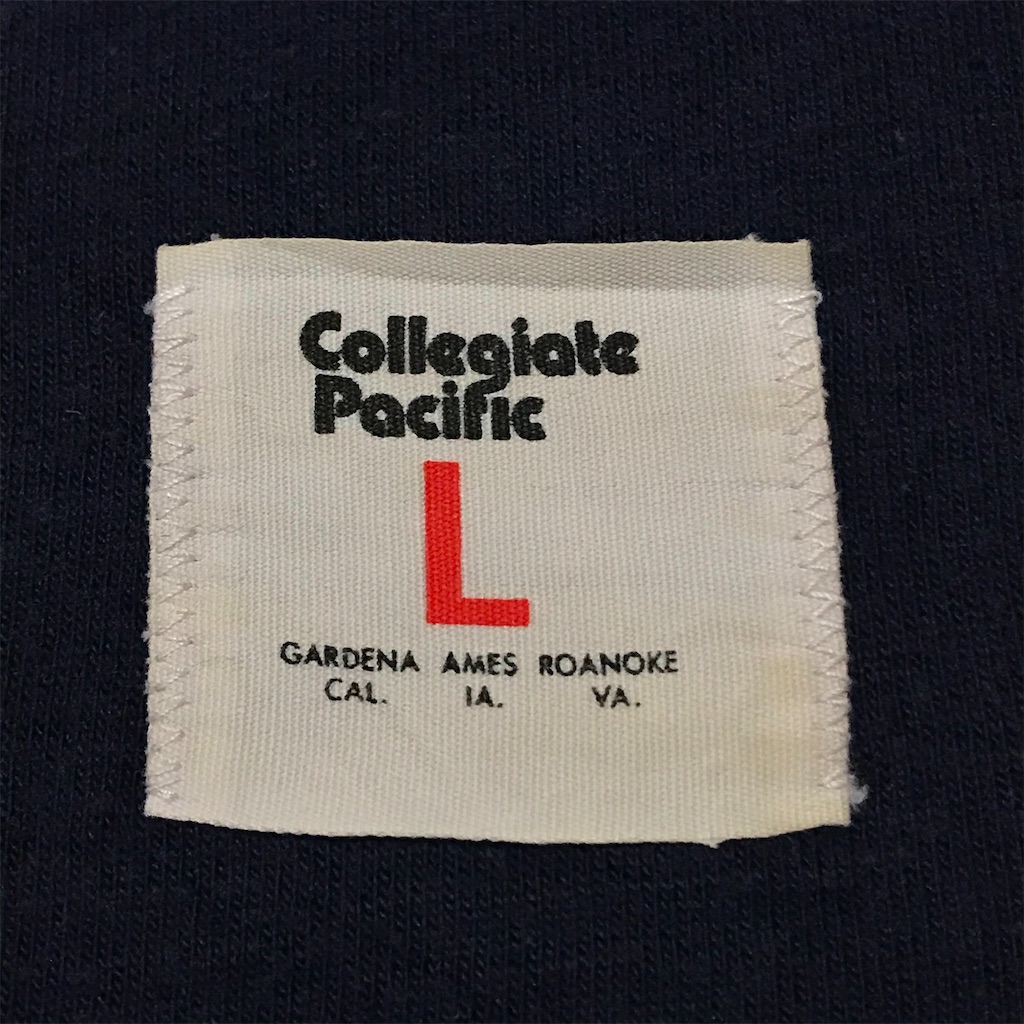 Collegiate
Pacific
L
GARDENA AMES ROANOKE
CAL. IA. VA.